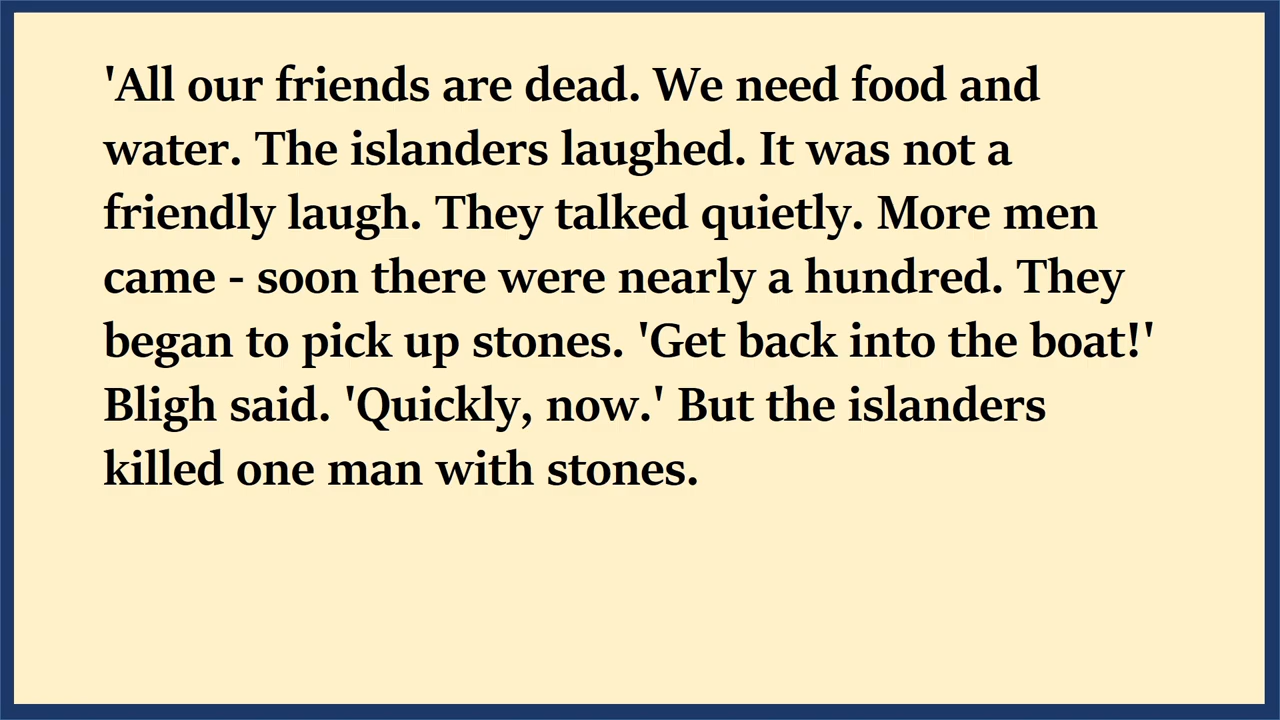 'All our friends are dead. We need food and
water. The islanders laughed. It was not a
friendly laugh. They talked quietly. More men
came - soon there were nearly a hundred. They
began to pick up stones. 'Get back into the boat!'
Bligh said. 'Quickly, now.' But the islanders
killed one man with stones.